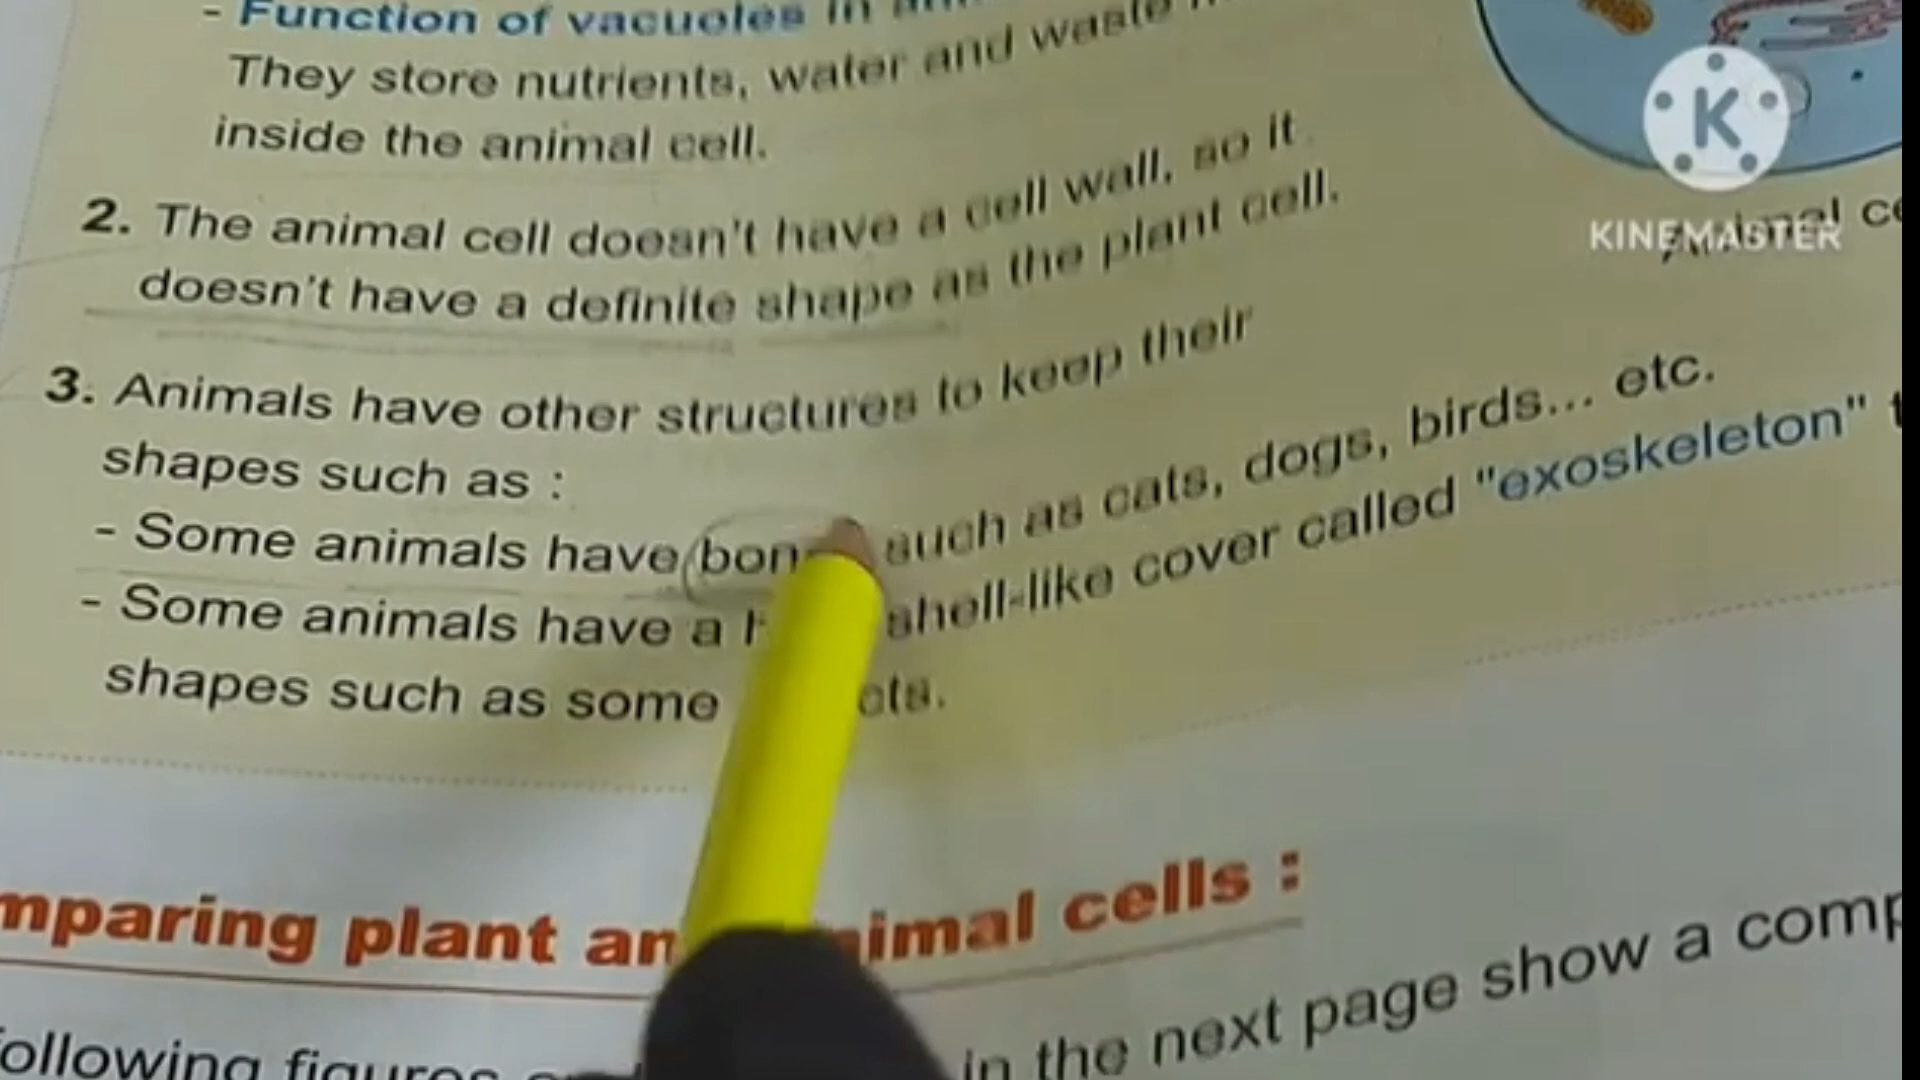 - Function of vacuoles in
They store nutrients, water and waste
inside the animal cell.
2. The animal cell doesn't have a cell wall, so it
doesn't have a definite shape as the plant cell.
3. Animals have other structures to keep their
shapes such as :
- Some animals have such as cats, dogs, birds... etc.
- Some animals have a shell-like cover called "exoskeleton"
shapes such as some
mparing plant an imal cells :
ollowing figures in the next page show a comp
KINEMASTER
Animal ce